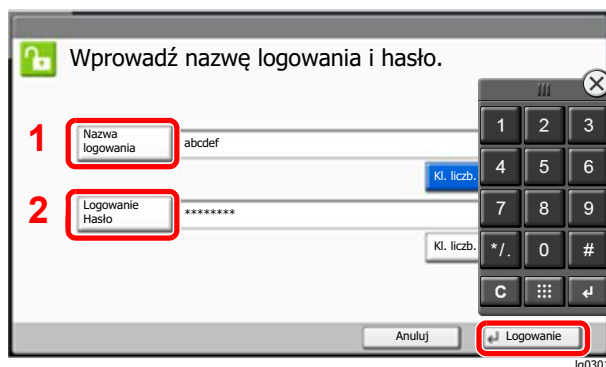 Wprowadź nazwę logowania i hasło.
1
Nazwa
logowania
abcdef
Kl. liczb.
2
Logowanie
Hasło
********
Kl. liczb.
1 2 3
4 5 6
7 8 9
*/. 0 #
C
Anuluj
Logowanie